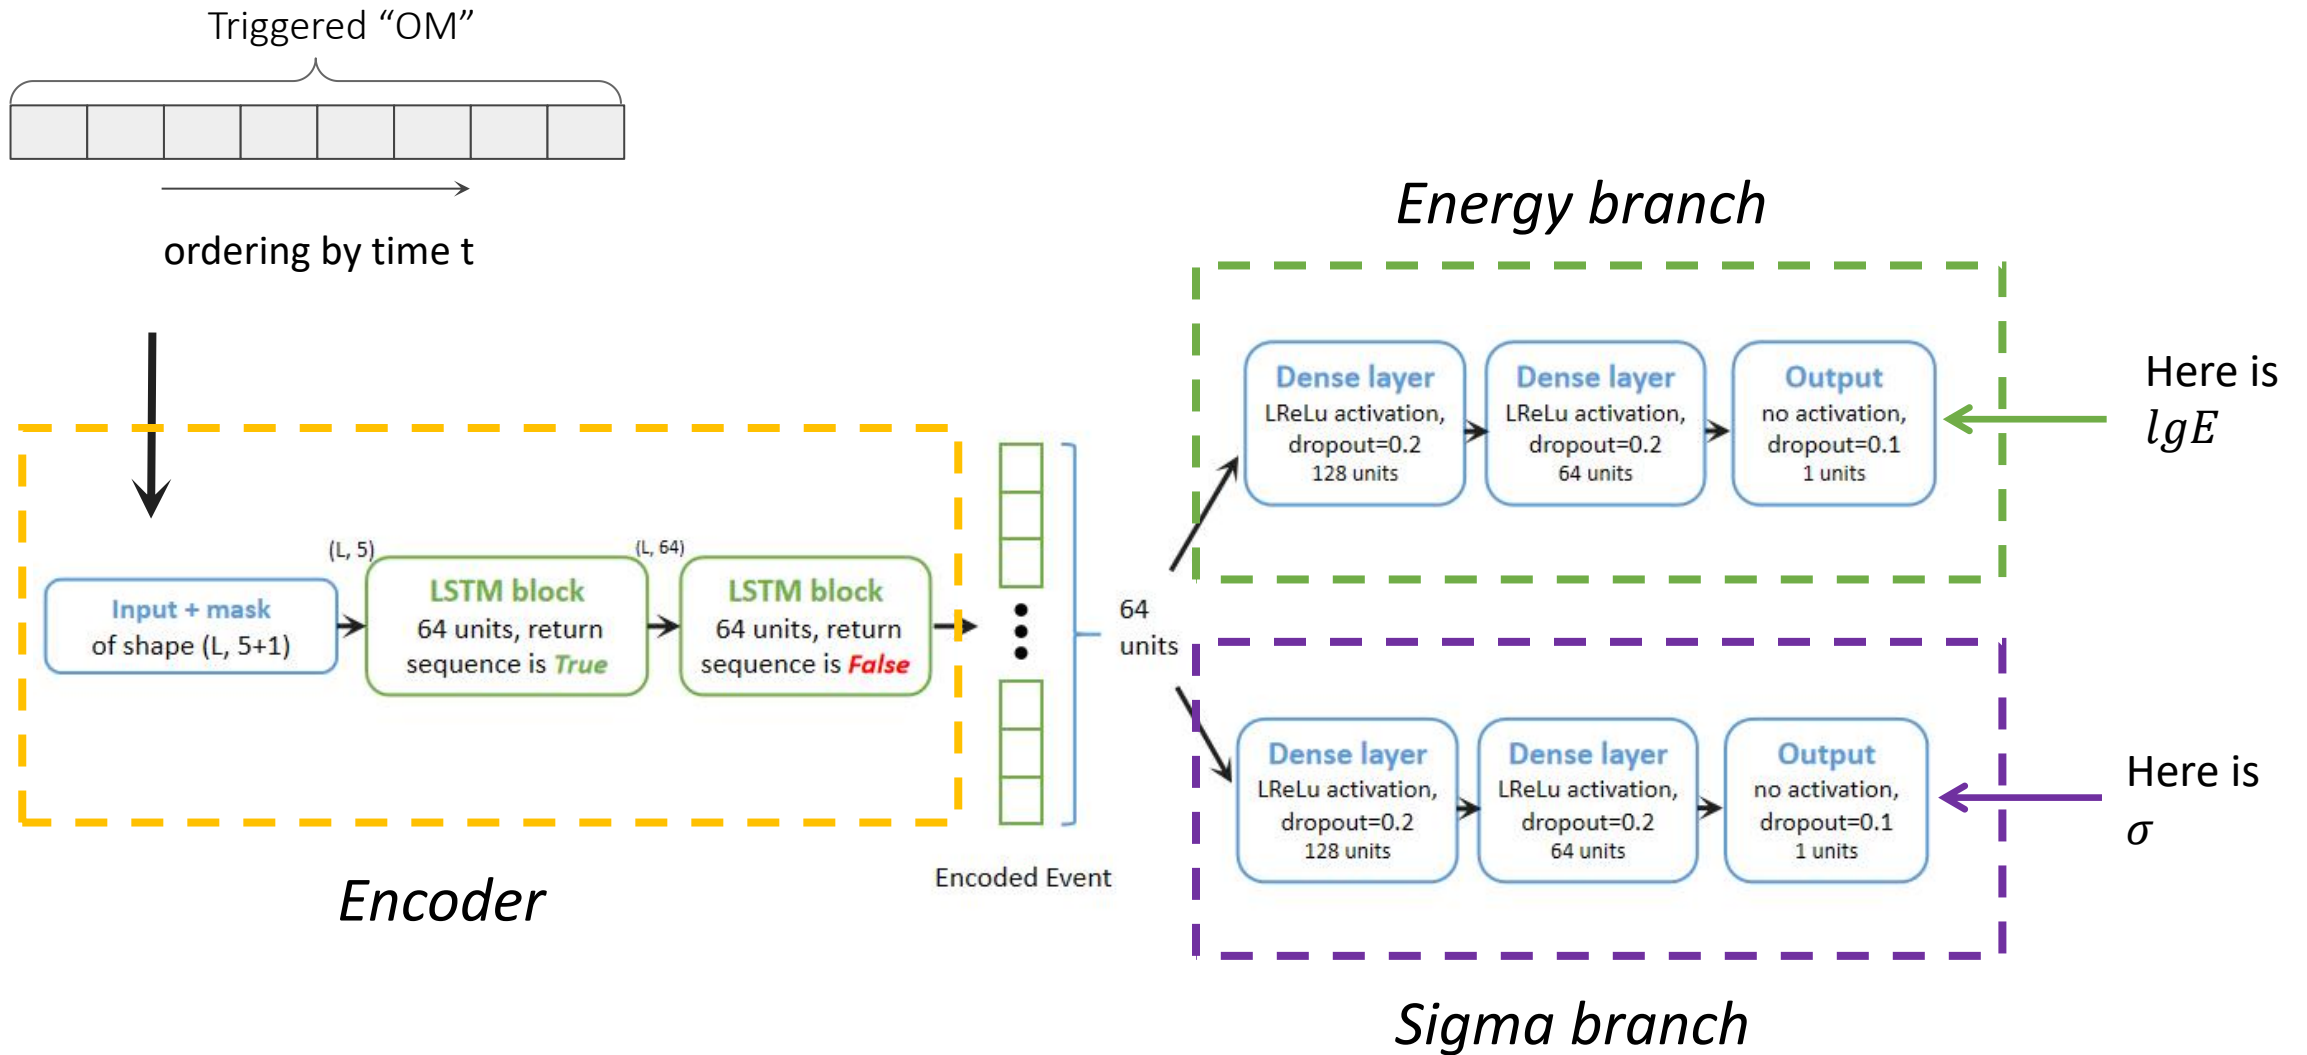 Triggered “OM”
ordering by time t
Input + mask
of shape (L, 5+1)
(L, 5)
LSTM block
64 units, return
sequence is True
(L, 64)
LSTM block
64 units, return
sequence is False
Encoder
Encoded Event
64
units
Energy branch
Dense layer
LReLu activation,
dropout=0.2
128 units
Dense layer
LReLu activation,
dropout=0.2
64 units
Output
no activation,
dropout=0.1
1 units
Here is
lgE
Dense layer
LReLu activation,
dropout=0.2
128 units
Dense layer
LReLu activation,
dropout=0.2
64 units
Output
no activation,
dropout=0.1
1 units
Here is
σ
Sigma branch